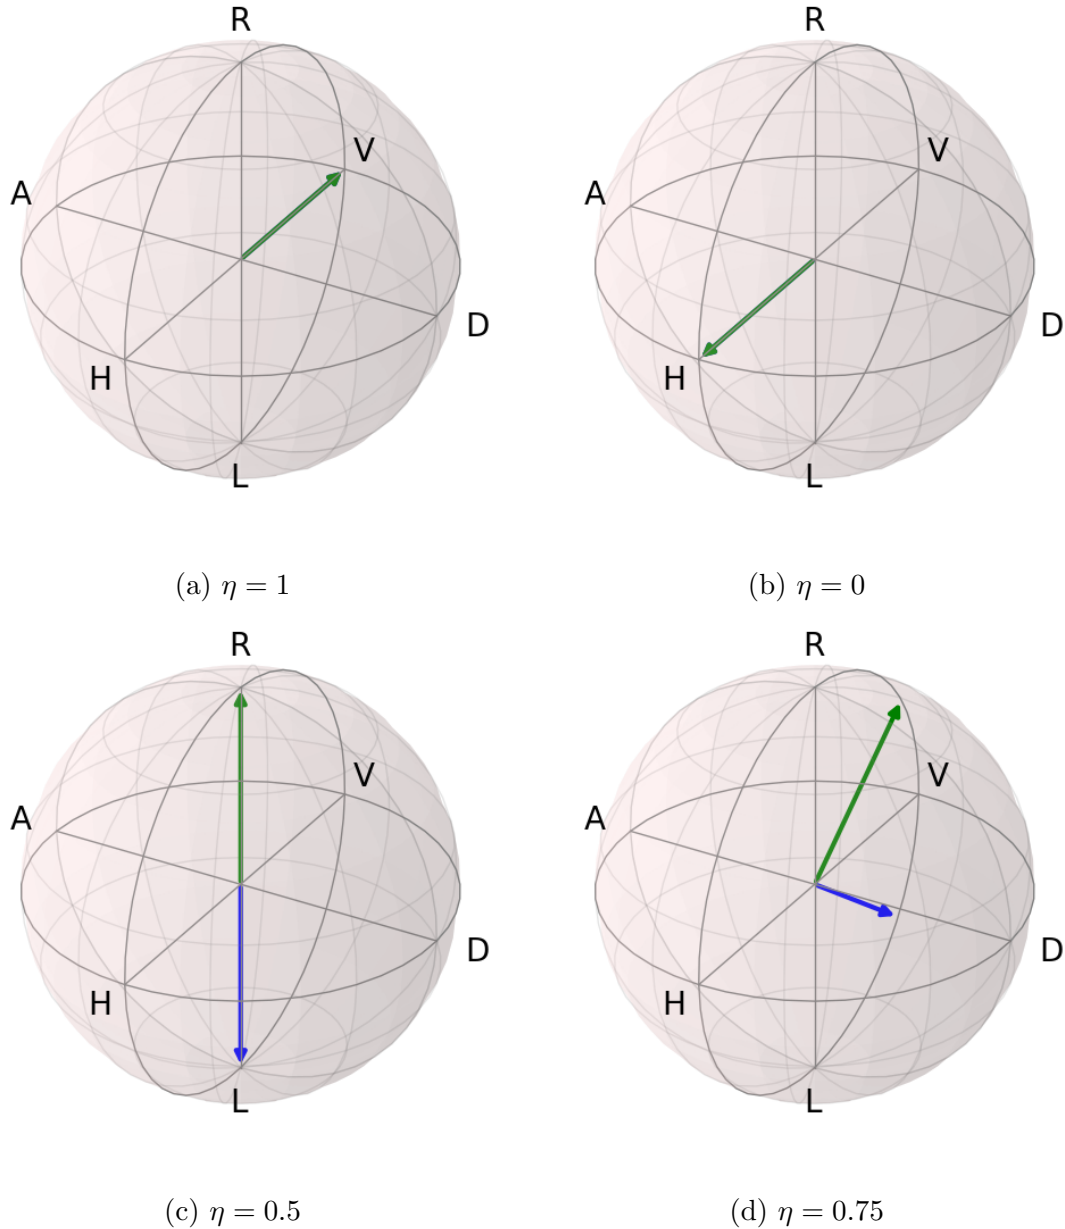 R R
V V
A A
D D
H H
L L
(a) η = 1 (b) η = 0
R R
V V
A A
D D
H H
L L
(c) η = 0.5 (d) η = 0.75